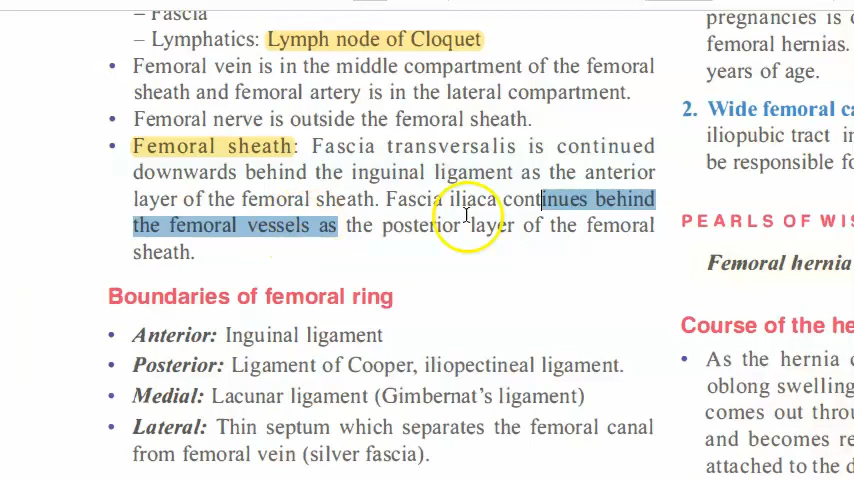 – Fascia
– Lymphatics: Lymph node of Cloquet
• Femoral vein is in the middle compartment of the femoral
sheath and femoral artery is in the lateral compartment.
• Femoral nerve is outside the femoral sheath.
• Femoral sheath: Fascia transversalis is continued
downwards behind the inguinal ligament as the anterior
layer of the femoral sheath. Fascia iliaca continues behind
the femoral vessels as the posterior layer of the femoral
sheath.
Boundaries of femoral ring
• Anterior: Inguinal ligament
• Posterior: Ligament of Cooper, iliopectineal ligament.
• Medial: Lacunar ligament (Gimbernat's ligament)
• Lateral: Thin septum which separates the femoral canal
from femoral vein (silver fascia).
pregnancies is
femoral hernias.
years of age.
2. Wide femoral ca
iliopubic tract in
be responsible fo
PEARLS OF WIS
Femoral hernia
Course of the he
• As the hernia
oblong swelling
comes out throu
and becomes re
attached to the d